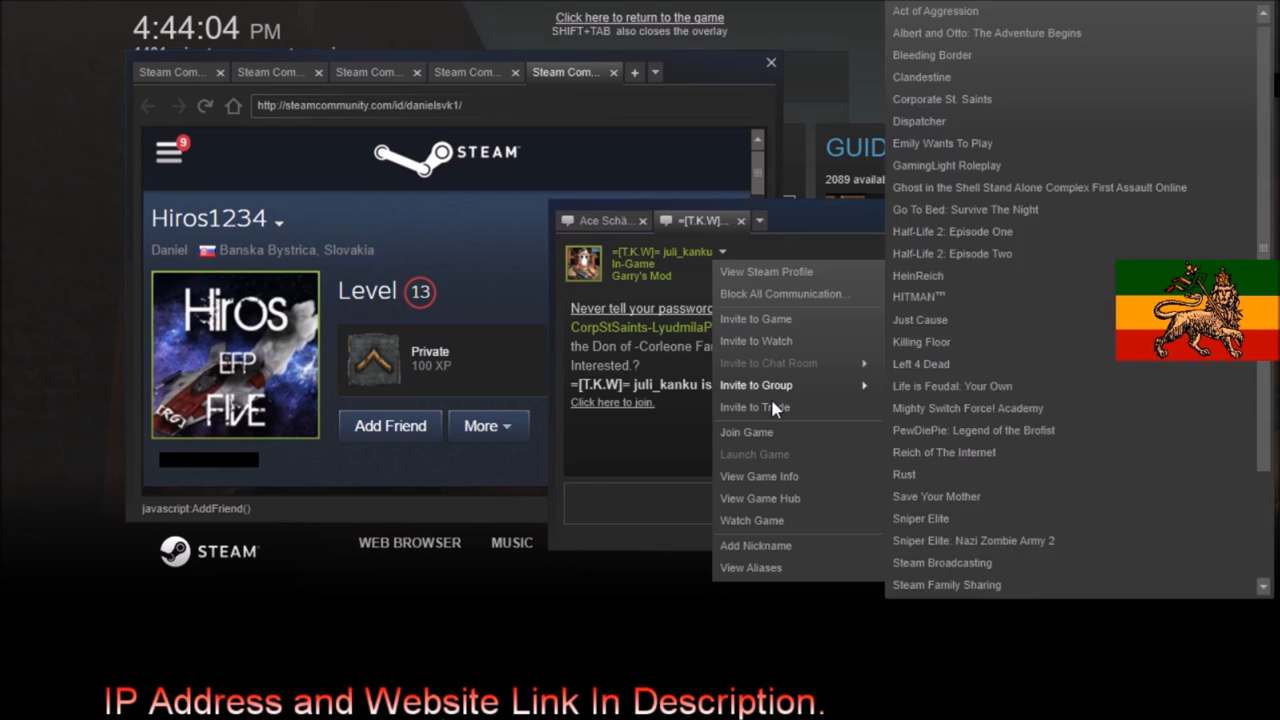 4:44:04 PM
Click here to return to the game
SHIFT+TAB also closes the overlay
Steam Com...
Steam Com...
Steam Com...
Steam Com...
Steam Com...
http://steamcommunity.com/id/danielsvk1/
9
STEAM™
Hiros1234
Daniel Banska Bystrica, Slovakia
Hiros
EFP
FIVE
Level 13
Private
100 XP
Add Friend
More
javascript:AddFriend()
STEAM™
WEB BROWSER
MUSIC
GUID
2089 availab
Ace Schä...
=[T.K.W]...
=[T.K.W]= juli_kanku
In-Game
Garry's Mod
Never tell your password
CorpStSaints-LyudmilaP
the Don of -Corleone Fa
Interested.?
=[T.K.W]= juli_kanku is
Click here to join.
View Steam Profile
Block All Communication...
Invite to Game
Invite to Watch
Invite to Chat Room
Invite to Group
Invite to Trade
Join Game
Launch Game
View Game Info
View Game Hub
Watch Game
Add Nickname
View Aliases
Act of Aggression
Albert and Otto: The Adventure Begins
Bleeding Border
Clandestine
Corporate St. Saints
Dispatcher
Emily Wants To Play
GamingLight Roleplay
Ghost in the Shell Stand Alone Complex First Assault Online
Go To Bed: Survive The Night
Half-Life 2: Episode One
Half-Life 2: Episode Two
HeinReich
HITMAN™
Just Cause
Killing Floor
Left 4 Dead
Life is Feudal: Your Own
Mighty Switch Force! Academy
PewDiePie: Legend of the Brofist
Reich of The Internet
Rust
Save Your Mother
Sniper Elite
Sniper Elite: Nazi Zombie Army 2
Steam Broadcasting
Steam Family Sharing
IP Address and Website Link In Description.